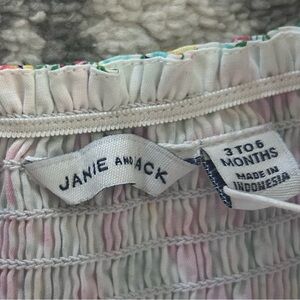 JANIE AND JACK
3 TO 6
MONTHS
MADE IN
INDONESIA